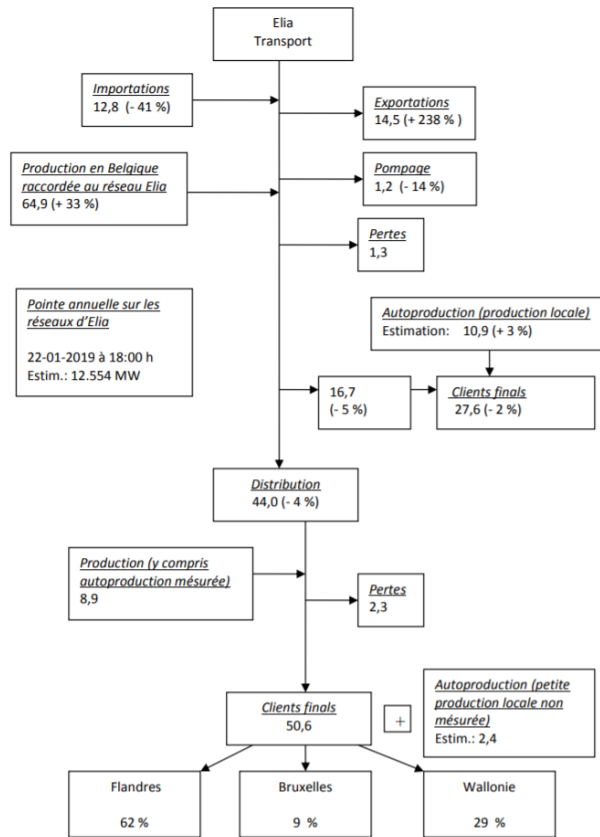 Elia
Transport
Importations
12,8 (- 41 %)
Exportations
14,5 (+ 238 % )
Production en Belgique
raccordée au réseau Elia
64,9 (+ 33 %)
Pompage
1,2 (- 14 %)
Pertes
1,3
Pointe annuelle sur les
réseaux d'Elia
22-01-2019 à 18:00 h
Estim.: 12.554 MW
Autoproduction (production locale)
Estimation: 10,9 (+ 3 %)
16,7
(- 5 %)
Clients finals
27,6 (- 2 %)
Distribution
44,0 (- 4 %)
Production (y compris
autoproduction mésurée)
8,9
Pertes
2,3
Clients finals
50,6
+
Autoproduction (petite
production locale non
mésurée)
Estim.: 2,4
Flandres
62 %
Bruxelles
9 %
Wallonie
29 %